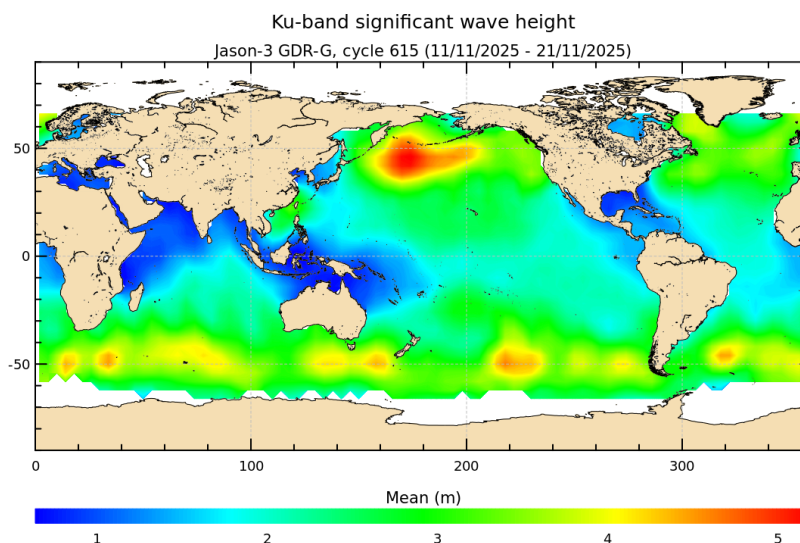 Ku-band significant wave height
Jason-3 GDR-G, cycle 615 (11/11/2025 - 21/11/2025)
50
0
-50
0 100 200 300
Mean (m)
1 2 3 4 5